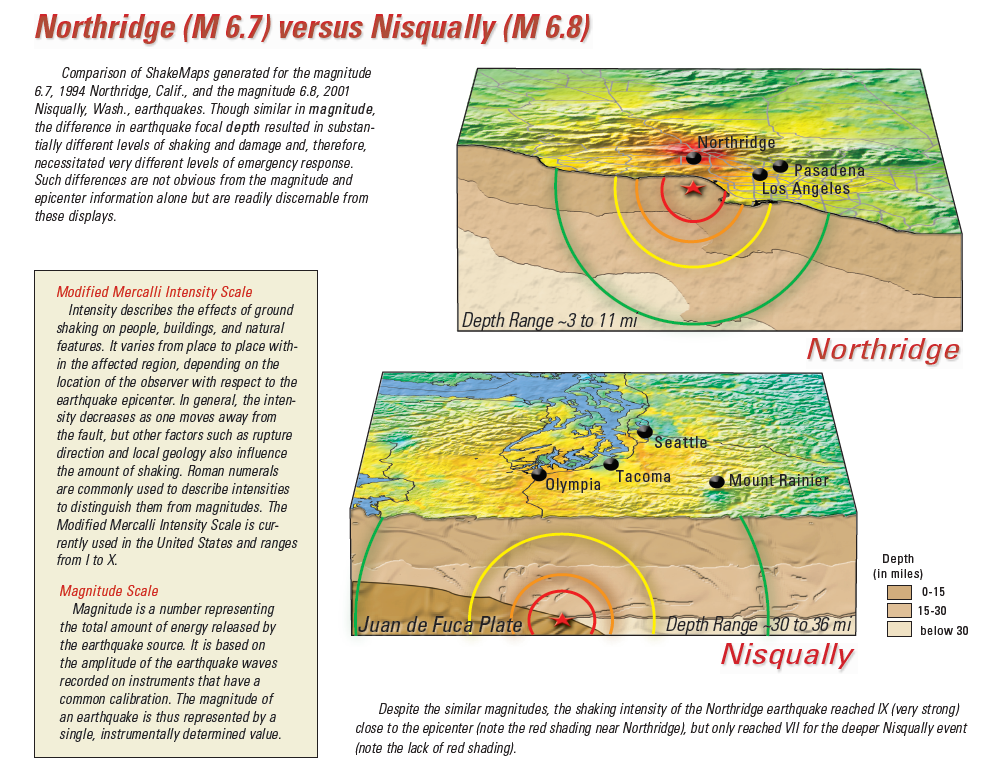 Northridge (M 6.7) versus Nisqually (M 6.8)
Comparison of ShakeMaps generated for the magnitude
6.7, 1994 Northridge, Calif., and the magnitude 6.8, 2001
Nisqually, Wash., earthquakes. Though similar in magnitude,
the difference in earthquake focal depth resulted in substan-
tially different levels of shaking and damage and, therefore,
necessitated very different levels of emergency response.
Such differences are not obvious from the magnitude and
epicenter information alone but are readily discernable from
these displays.
Northridge
Pasadena
Los Angeles
Depth Range ~3 to 11 mi
Northridge
Modified Mercalli Intensity Scale
Intensity describes the effects of ground
shaking on people, buildings, and natural
features. It varies from place to place with-
in the affected region, depending on the
location of the observer with respect to the
earthquake epicenter. In general, the inten-
sity decreases as one moves away from
the fault, but other factors such as rupture
direction and local geology also influence
the amount of shaking. Roman numerals
are commonly used to describe intensities
to distinguish them from magnitudes. The
Modified Mercalli Intensity Scale is cur-
rently used in the United States and ranges
from I to X.
Magnitude Scale
Magnitude is a number representing
the total amount of energy released by
the earthquake source. It is based on
the amplitude of the earthquake waves
recorded on instruments that have a
common calibration. The magnitude of
an earthquake is thus represented by a
single, instrumentally determined value.
Seattle
Tacoma
Olympia
Mount Rainier
Juan de Fuca Plate
Depth Range ~30 to 36 mi
Nisqually
Depth
(in miles)
0-15
15-30
below 30
Despite the similar magnitudes, the shaking intensity of the Northridge earthquake reached IX (very strong)
close to the epicenter (note the red shading near Northridge), but only reached VII for the deeper Nisqually event
(note the lack of red shading).